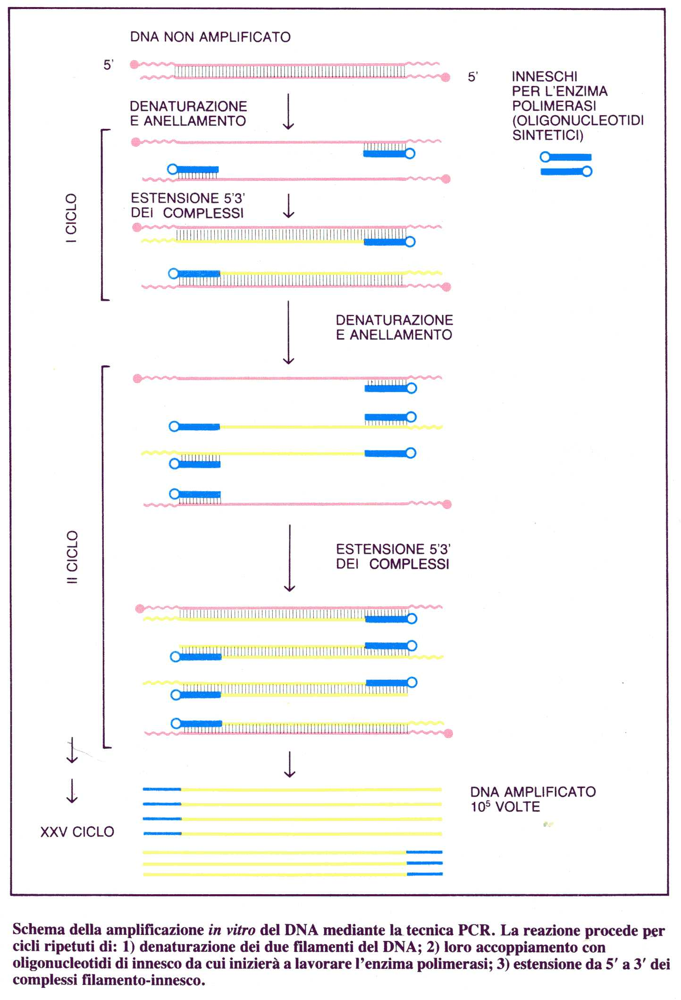 DNA NON AMPLIFICATO
5'
5'
INNESCHI
PER L'ENZIMA
POLIMERASI
(OLIGONUCLEOTIDI
SINTETICI)
DENATURAZIONE
E ANELLAMENTO
I CICLO
ESTENSIONE 5'3'
DEI COMPLESSI
DENATURAZIONE
E ANELLAMENTO
II CICLO
ESTENSIONE 5'3'
DEI COMPLESSI
DNA AMPLIFICATO
10⁵ VOLTE
XXV CICLO
Schema della amplificazione in vitro del DNA mediante la tecnica PCR. La reazione procede per
cicli ripetuti di: 1) denaturazione dei due filamenti del DNA; 2) loro accoppiamento con
oligonucleotidi di innesco da cui inizierà a lavorare l'enzima polimerasi; 3) estensione da 5′ a 3′ dei
complessi filamento-innesco.